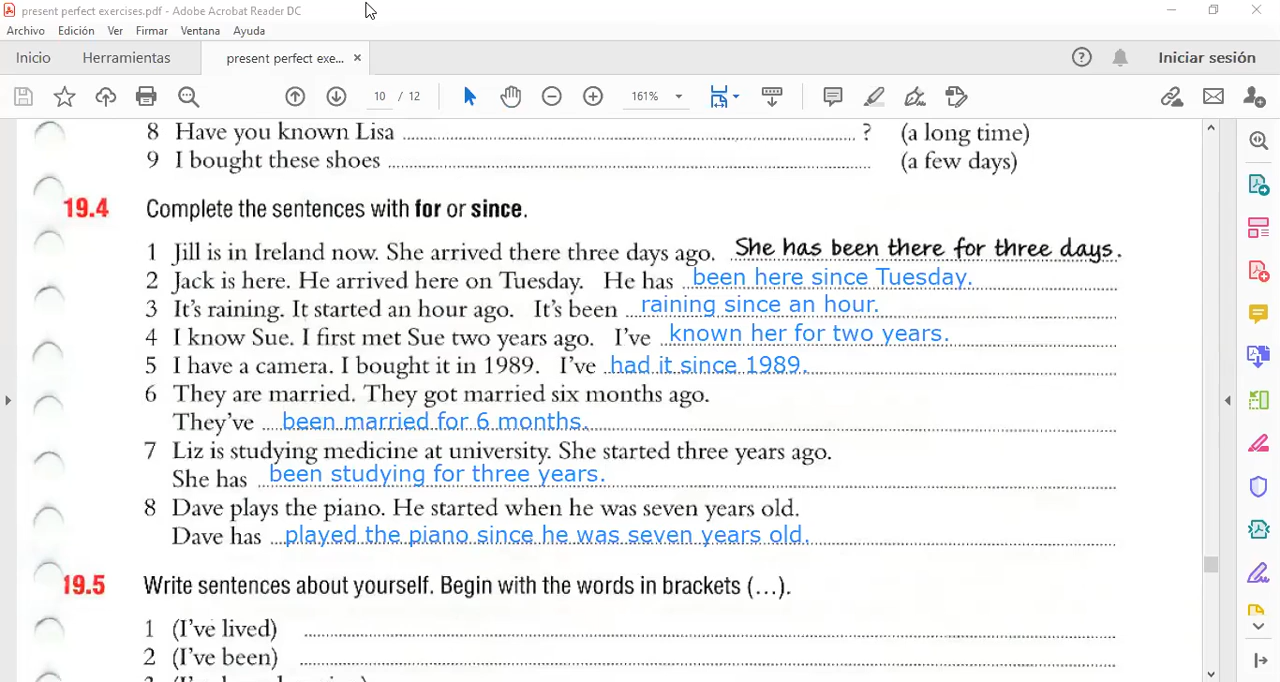 present perfect exercises.pdf - Adobe Acrobat Reader DC
Archivo Edición Ver Firmar Ventana Ayuda
Inicio Herramientas present perfect exe... × Iniciar sesión
10 / 12 161%
8 Have you known Lisa ? (a long time)
9 I bought these shoes (a few days)
19.4 Complete the sentences with for or since.
1 Jill is in Ireland now. She arrived there three days ago. She has been there for three days.
2 Jack is here. He arrived here on Tuesday. He has been here since Tuesday.
3 It's raining. It started an hour ago. It's been raining since an hour.
4 I know Sue. I first met Sue two years ago. I've known her for two years.
5 I have a camera. I bought it in 1989. I've had it since 1989.
6 They are married. They got married six months ago.
They've been married for 6 months.
7 Liz is studying medicine at university. She started three years ago.
She has been studying for three years.
8 Dave plays the piano. He started when he was seven years old.
Dave has played the piano since he was seven years old.
19.5 Write sentences about yourself. Begin with the words in brackets (...).
1 (I've lived)
2 (I've been)